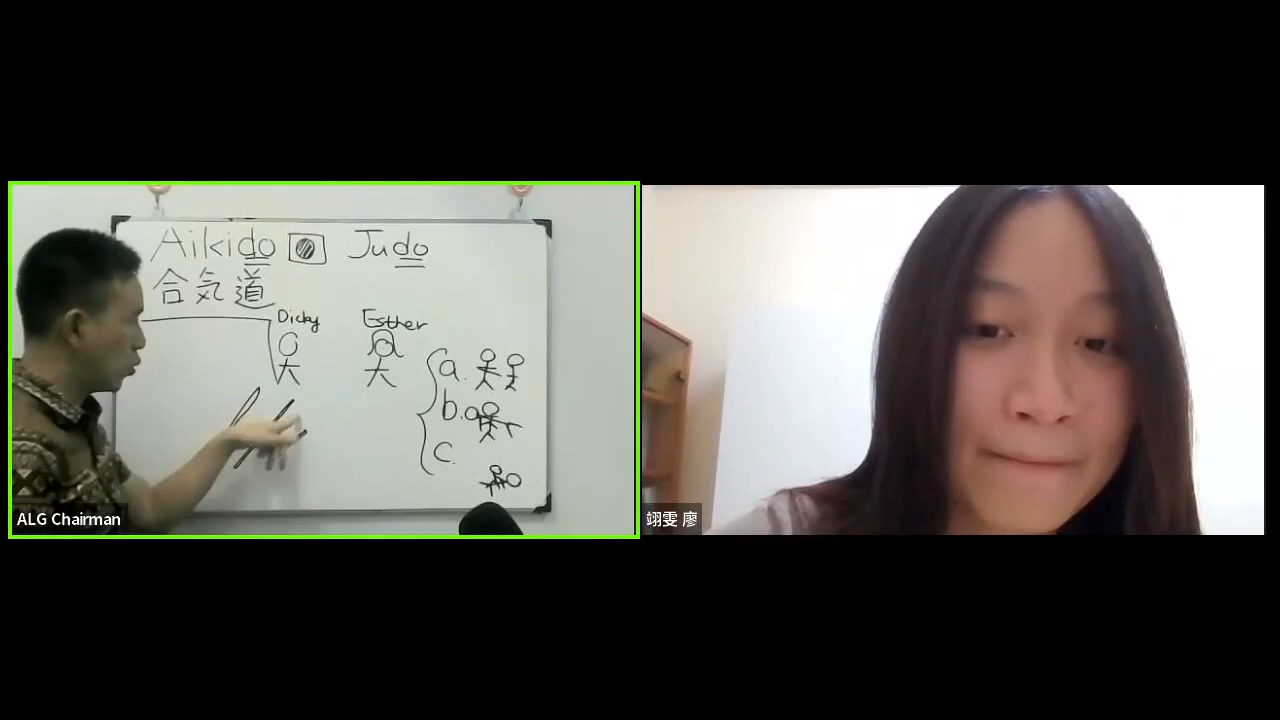 Aikido Judo
合気道
Dicky Esther
a.
b.
c.
ALG Chairman
翊雯 廖